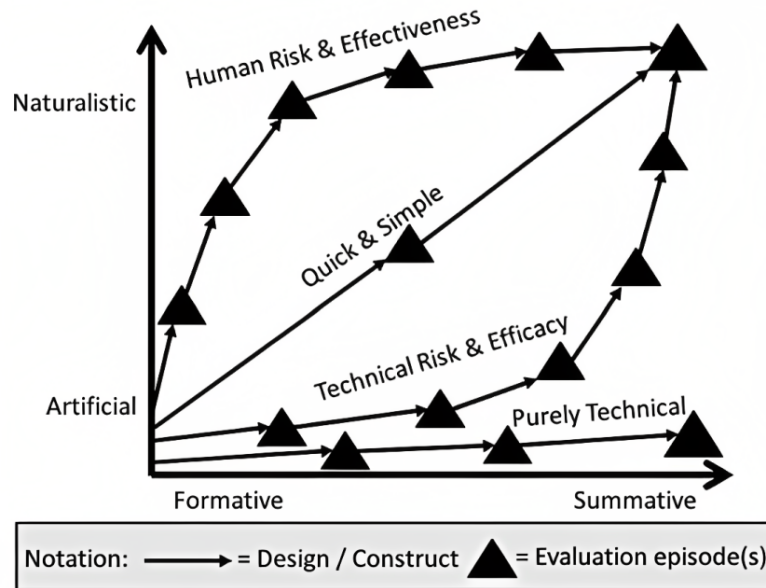 Human Risk & Effectiveness
Naturalistic
Quick & Simple
Technical Risk & Efficacy
Artificial
Purely Technical
Formative
Summative
Notation: = Design / Construct = Evaluation episode(s)